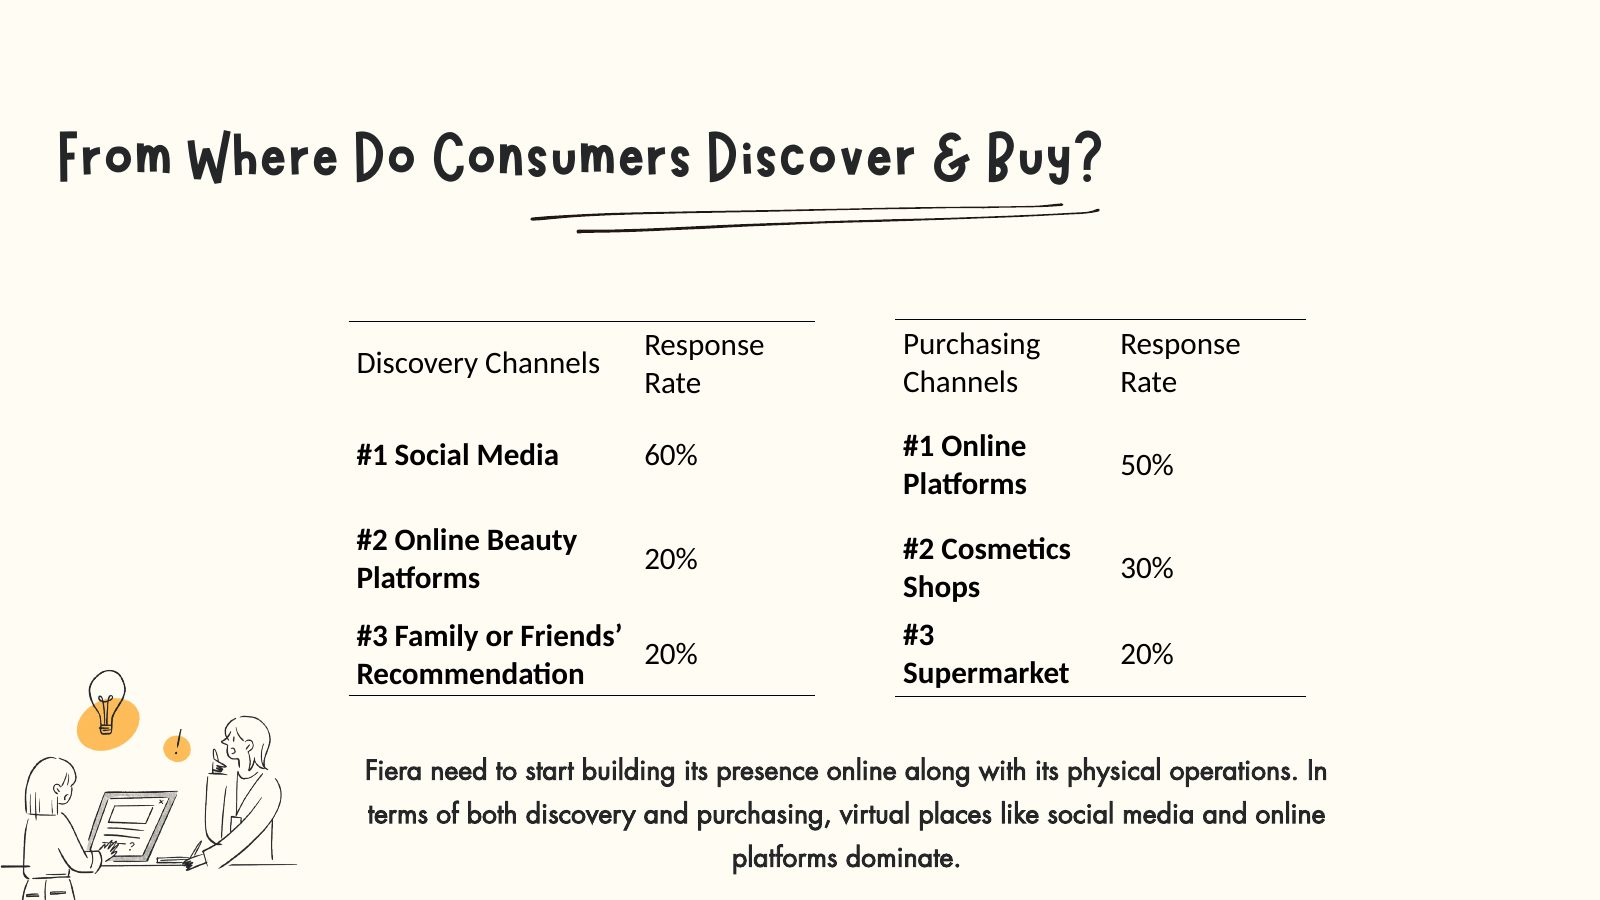 From Where Do Consumers Discover & Buy?
Discovery Channels
Response
Rate
#1 Social Media
60%
#2 Online Beauty
Platforms
20%
#3 Family or Friends’
Recommendation
20%
Purchasing
Channels
Response
Rate
#1 Online
Platforms
50%
#2 Cosmetics
Shops
30%
#3
Supermarket
20%
!
?
Fiera need to start building its presence online along with its physical operations. In
terms of both discovery and purchasing, virtual places like social media and online
platforms dominate.